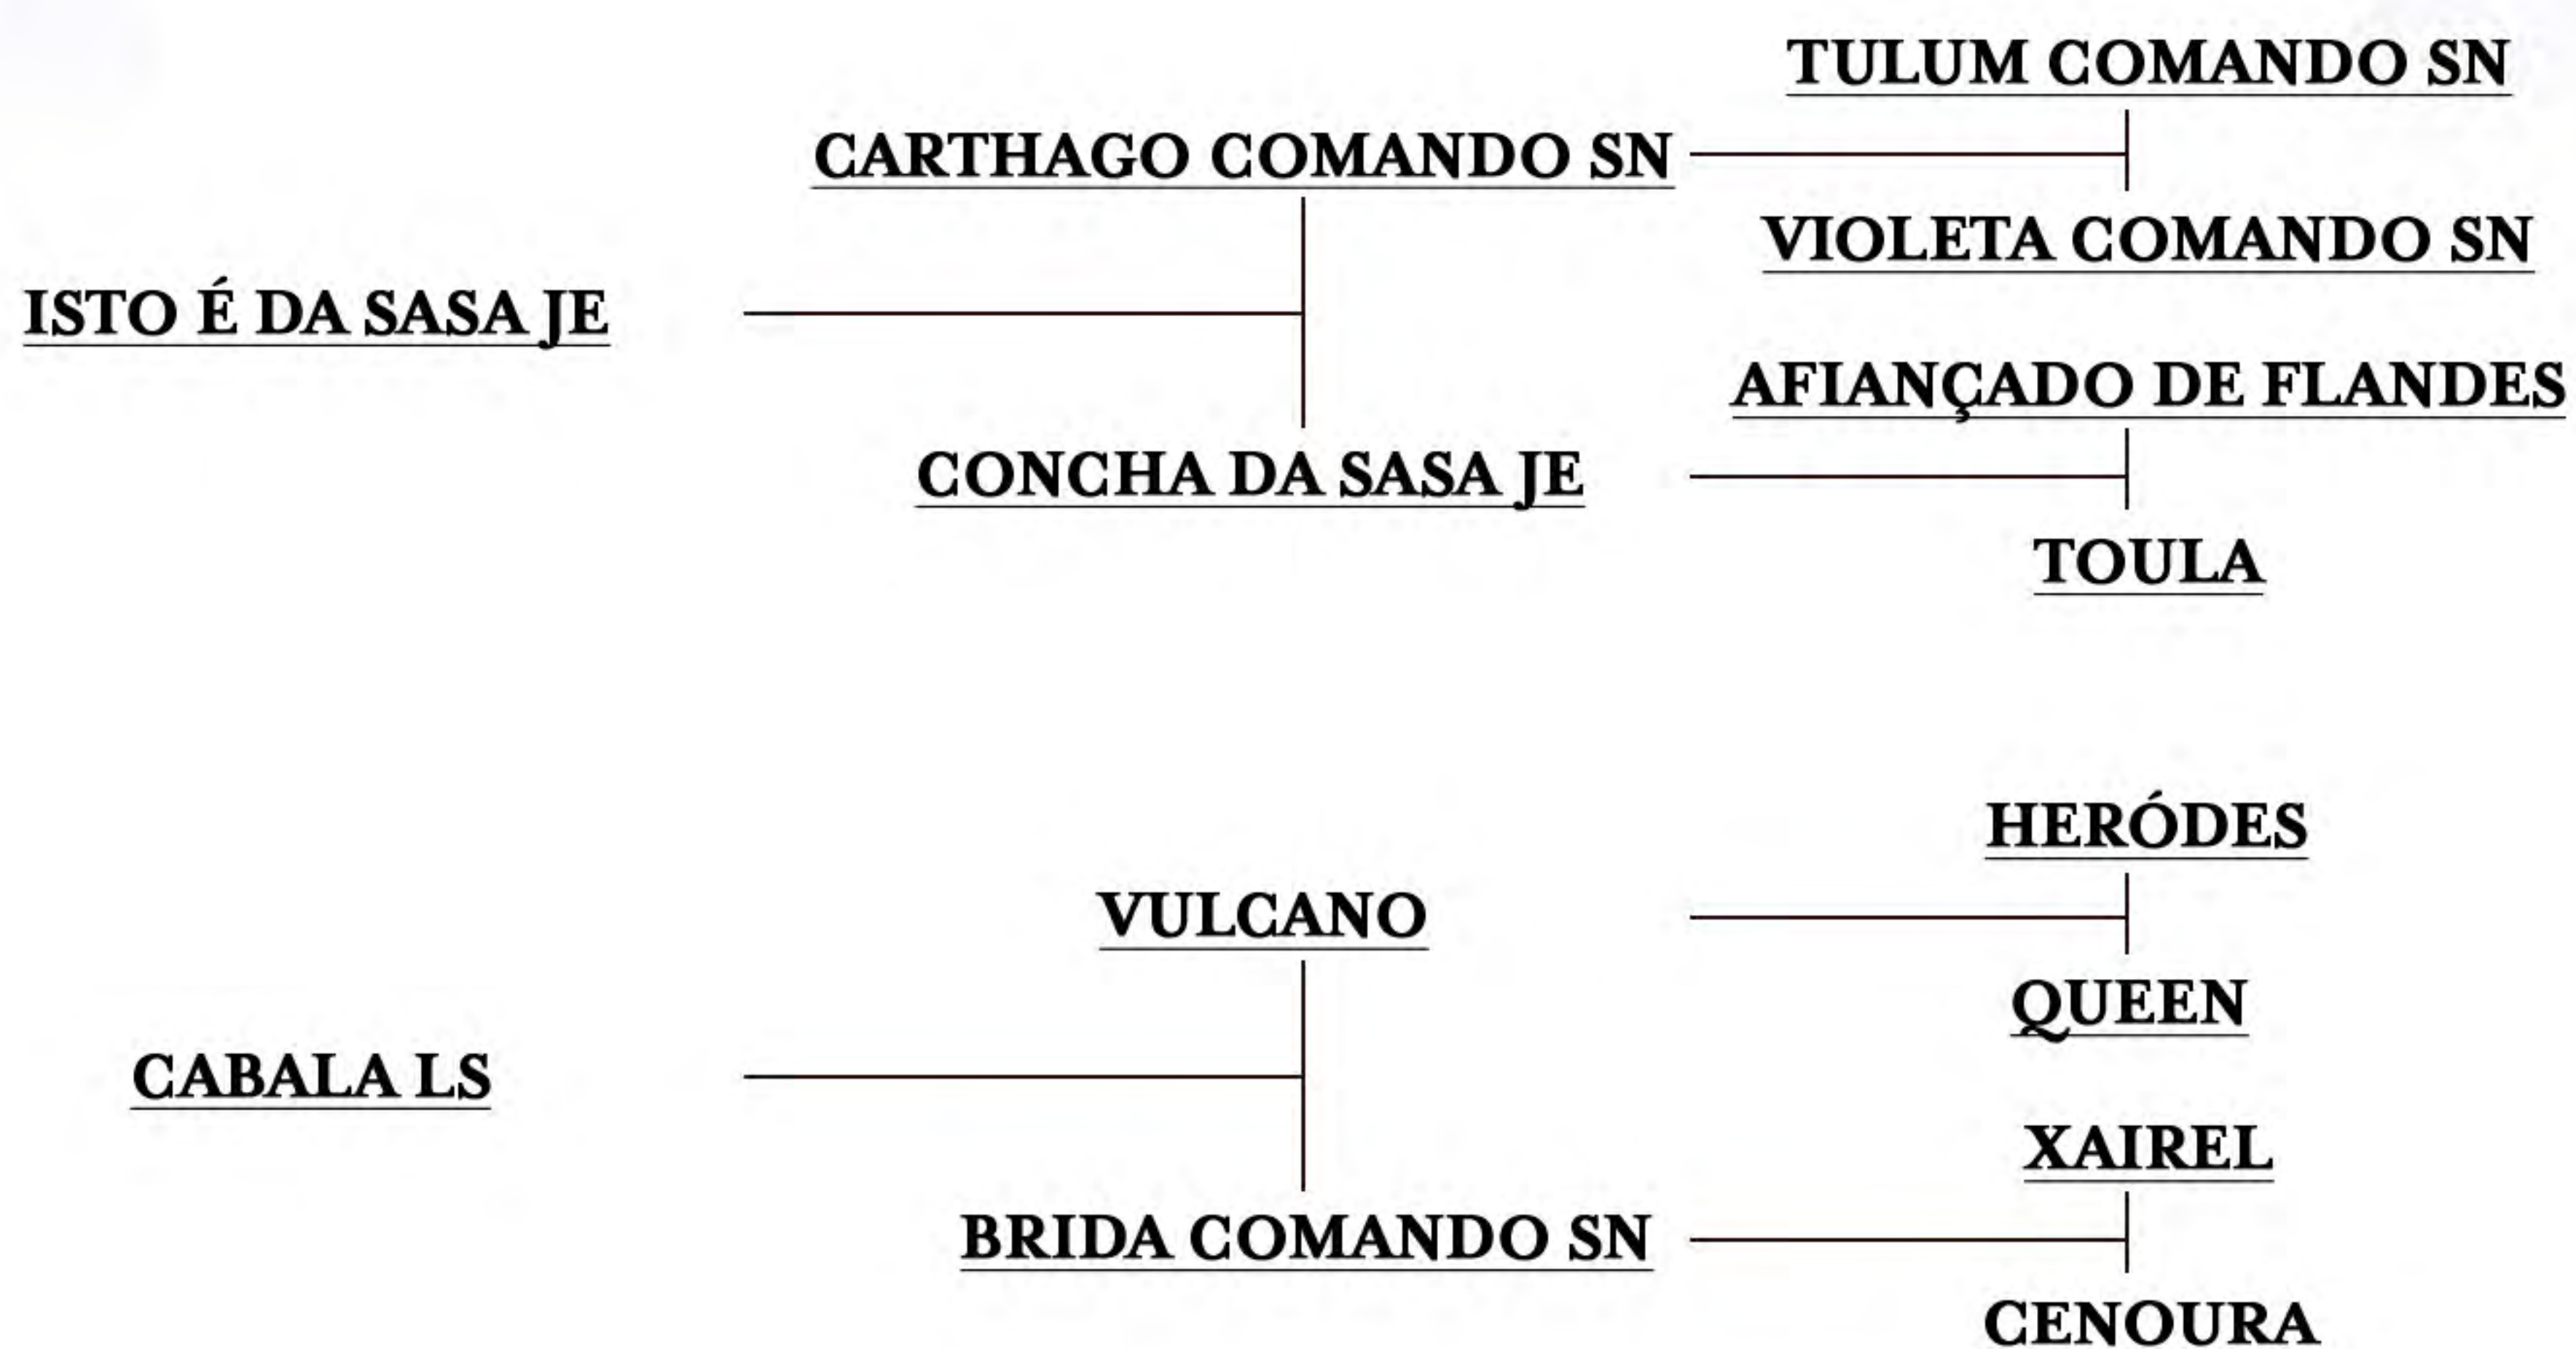 TULUM COMANDO SN
CARTHAGO COMANDO SN
VIOLETA COMANDO SN
ISTO É DA SASA JE
AFIANÇADO DE FLANDES
CONCHA DA SASA JE
TOULA
HERÓDES
VULCANO
QUEEN
CABALA LS
XAIREL
BRIDA COMANDO SN
CENOURA